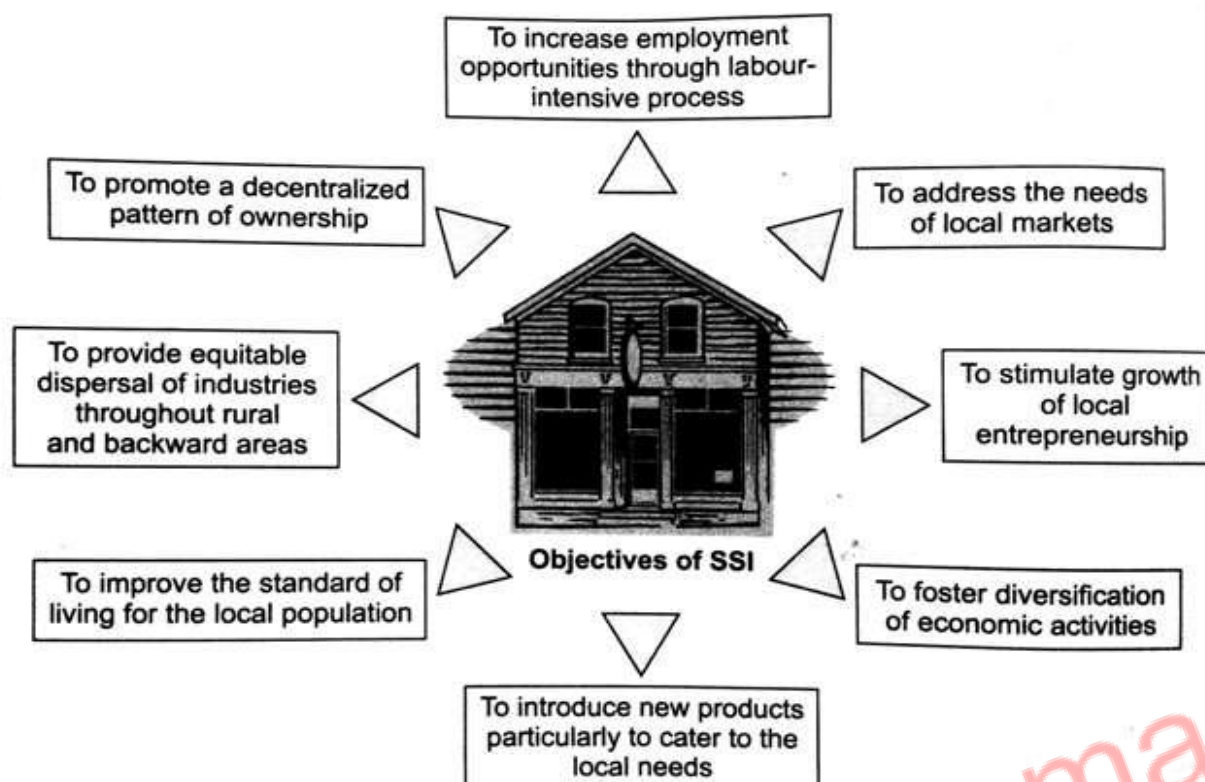 To increase employment
opportunities through labour-
intensive process
To promote a decentralized
pattern of ownership
To address the needs
of local markets
To provide equitable
dispersal of industries
throughout rural
and backward areas
To stimulate growth
of local
entrepreneurship
Objectives of SSI
To improve the standard of
living for the local population
To foster diversification
of economic activities
To introduce new products
particularly to cater to the
local needs
ma